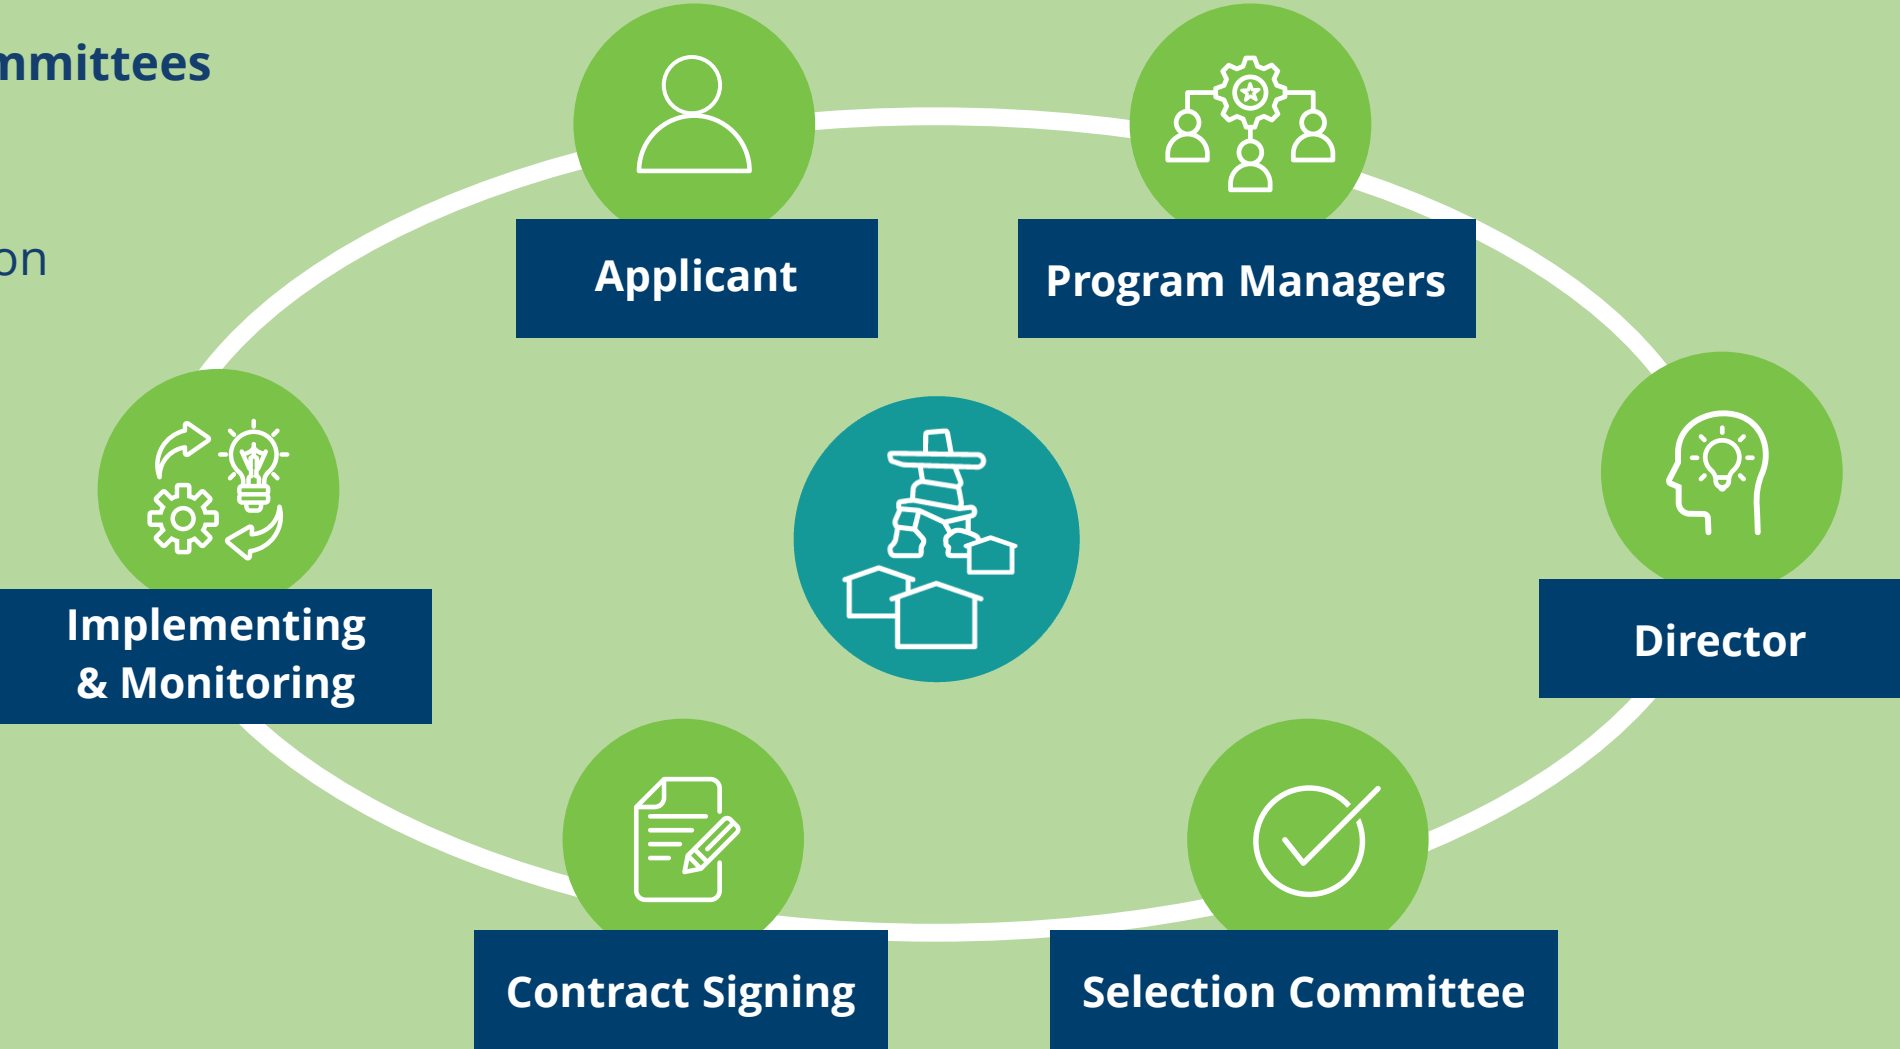 mmittees
on
Applicant
Program Managers
Director
Implementing
& Monitoring
Contract Signing
Selection Committee